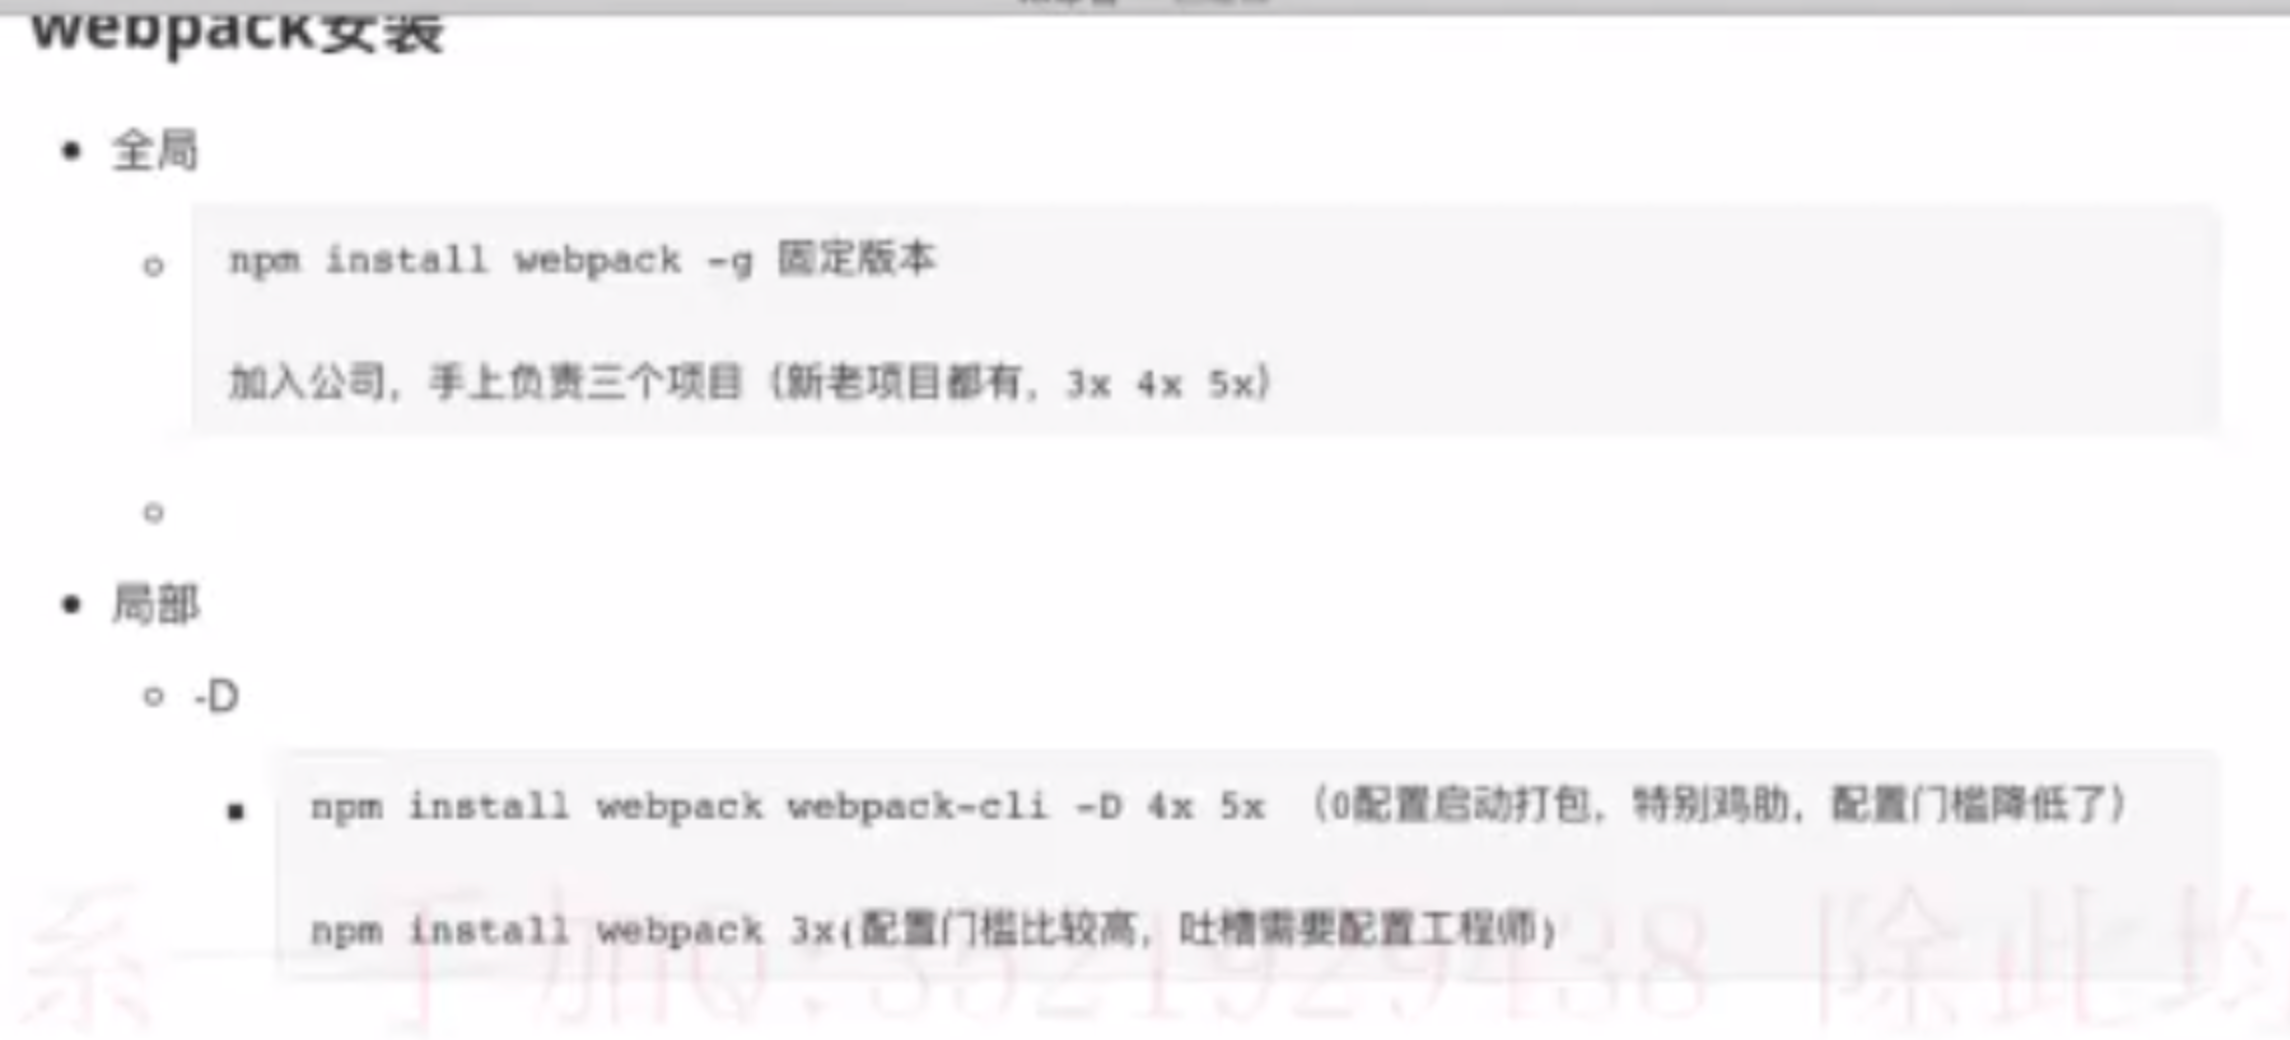 webpack安装
全局
npm install webpack -g 固定版本
加入公司，手上负责三个项目（新老项目都有，3x 4x 5x）
局部
-D
npm install webpack webpack-cli -D 4x 5x （0配置启动打包，特别鸡肋，配置门槛降低了）
npm install webpack 3x(配置门槛比较高，吐槽需要配置工程师)
系一手加Q:3321929438 除此均